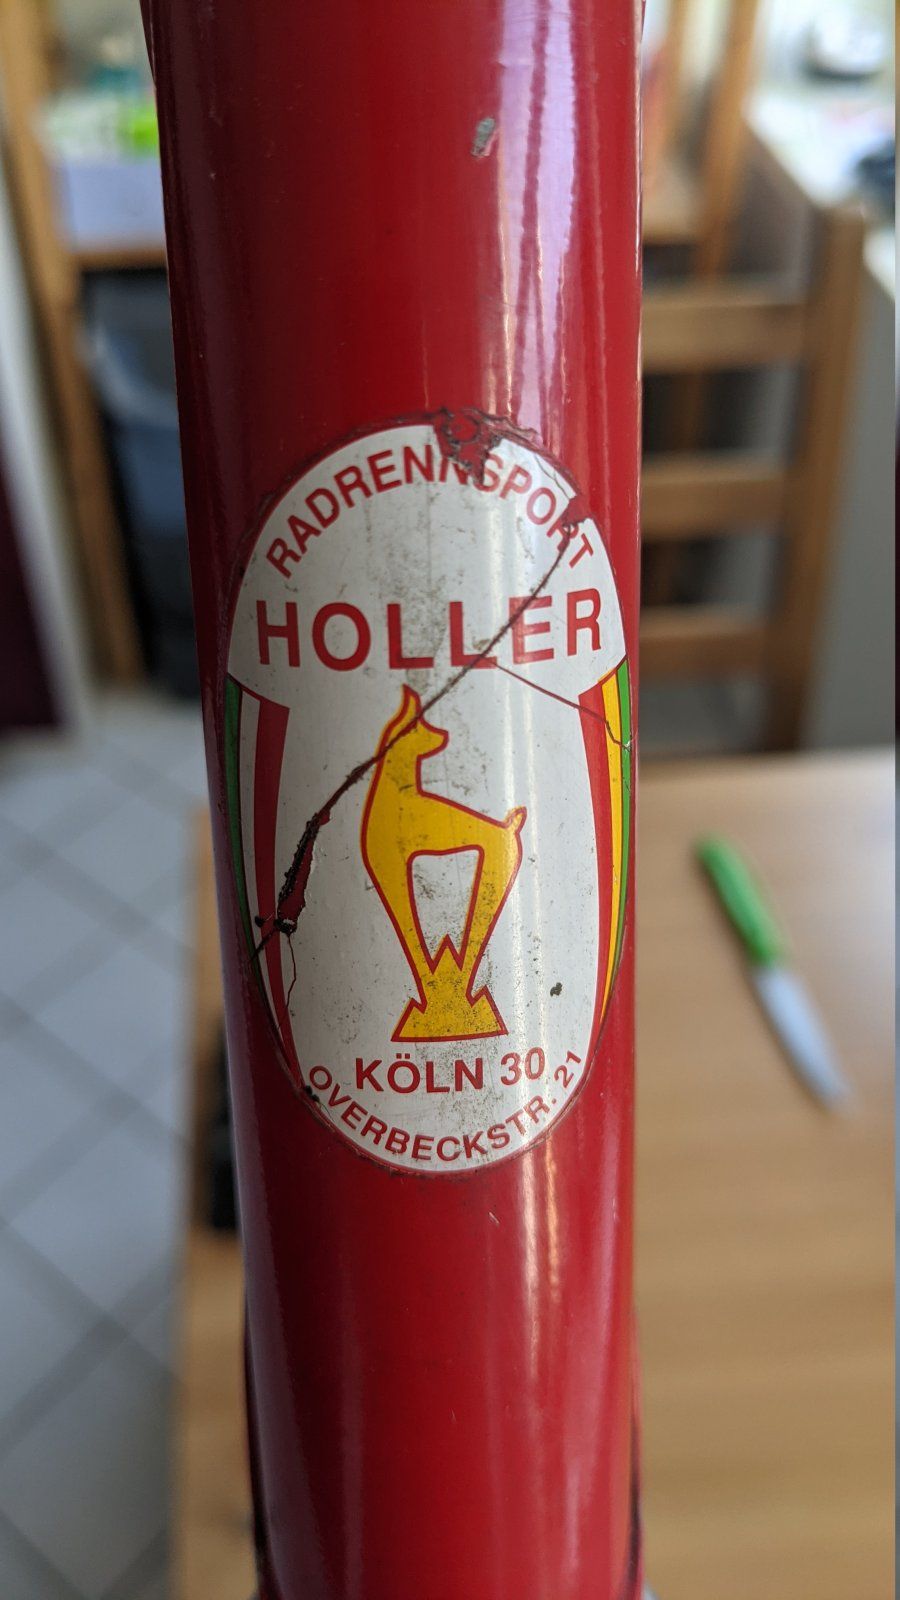 RADRENNSPORT
HOLLER
KÖLN 30
OVERBECKSTR. 21